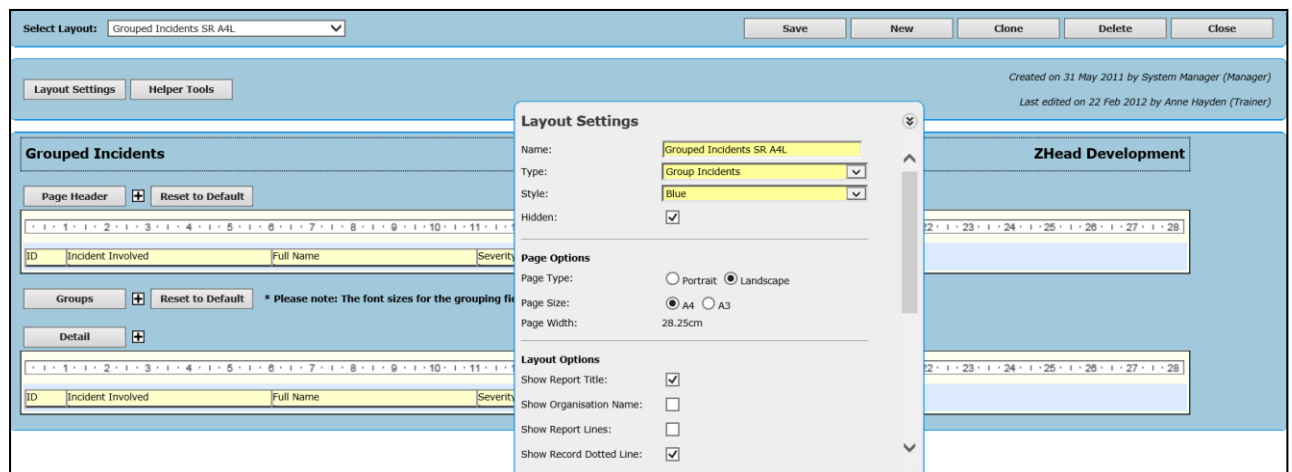 Select Layout: Grouped Incidents SR A4L Save New Clone Delete Close
Layout Settings Helper Tools
Created on 31 May 2011 by System Manager (Manager)
Last edited on 22 Feb 2012 by Anne Hayden (Trainer)
Grouped Incidents ZHead Development
Page Header Reset to Default
1 2 3 4 5 6 7 8 9 10 11 22 23 24 25 26 27 28
ID Incident Involved Full Name Severity
Groups Reset to Default * Please note: The font sizes for the grouping fie
Detail
1 2 3 4 5 6 7 8 9 10 11 22 23 24 25 26 27 28
ID Incident Involved Full Name Severity
Layout Settings
Name: Grouped Incidents SR A4L
Type: Group Incidents
Style: Blue
Hidden:
Page Options
Page Type: Portrait Landscape
Page Size: A4 A3
Page Width: 28.25cm
Layout Options
Show Report Title:
Show Organisation Name:
Show Report Lines:
Show Record Dotted Line: